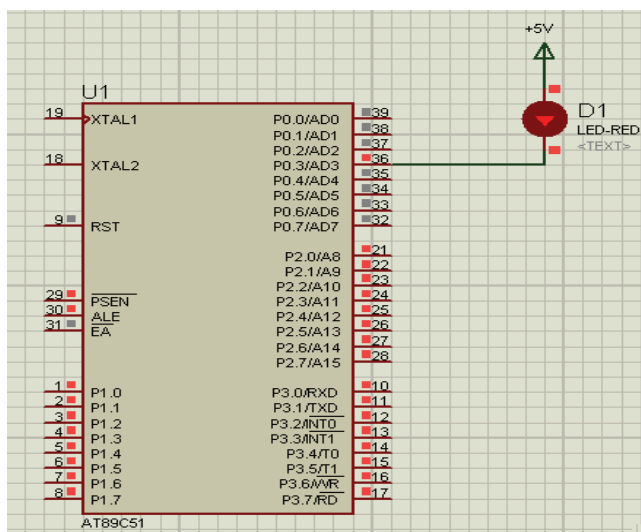 +5V
U1
D1
LED-RED
<TEXT>
19
XTAL1
18
XTAL2
9
RST
29
PSEN
30
ALE
31
EA
1
P1.0
2
P1.1
3
P1.2
4
P1.3
5
P1.4
6
P1.5
7
P1.6
8
P1.7
P0.0/AD0
39
P0.1/AD1
38
P0.2/AD2
37
P0.3/AD3
36
P0.4/AD4
35
P0.5/AD5
34
P0.6/AD6
33
P0.7/AD7
32
P2.0/A8
21
P2.1/A9
22
P2.2/A10
23
P2.3/A11
24
P2.4/A12
25
P2.5/A13
26
P2.6/A14
27
P2.7/A15
28
P3.0/RXD
10
P3.1/TXD
11
P3.2/INT0
12
P3.3/INT1
13
P3.4/T0
14
P3.5/T1
15
P3.6/WR
16
P3.7/RD
17
AT89C51